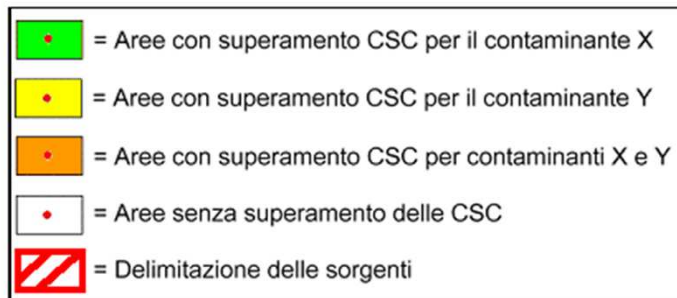 = Aree con superamento CSC per il contaminante X
= Aree con superamento CSC per il contaminante Y
= Aree con superamento CSC per contaminanti X e Y
= Aree senza superamento delle CSC
= Delimitazione delle sorgenti